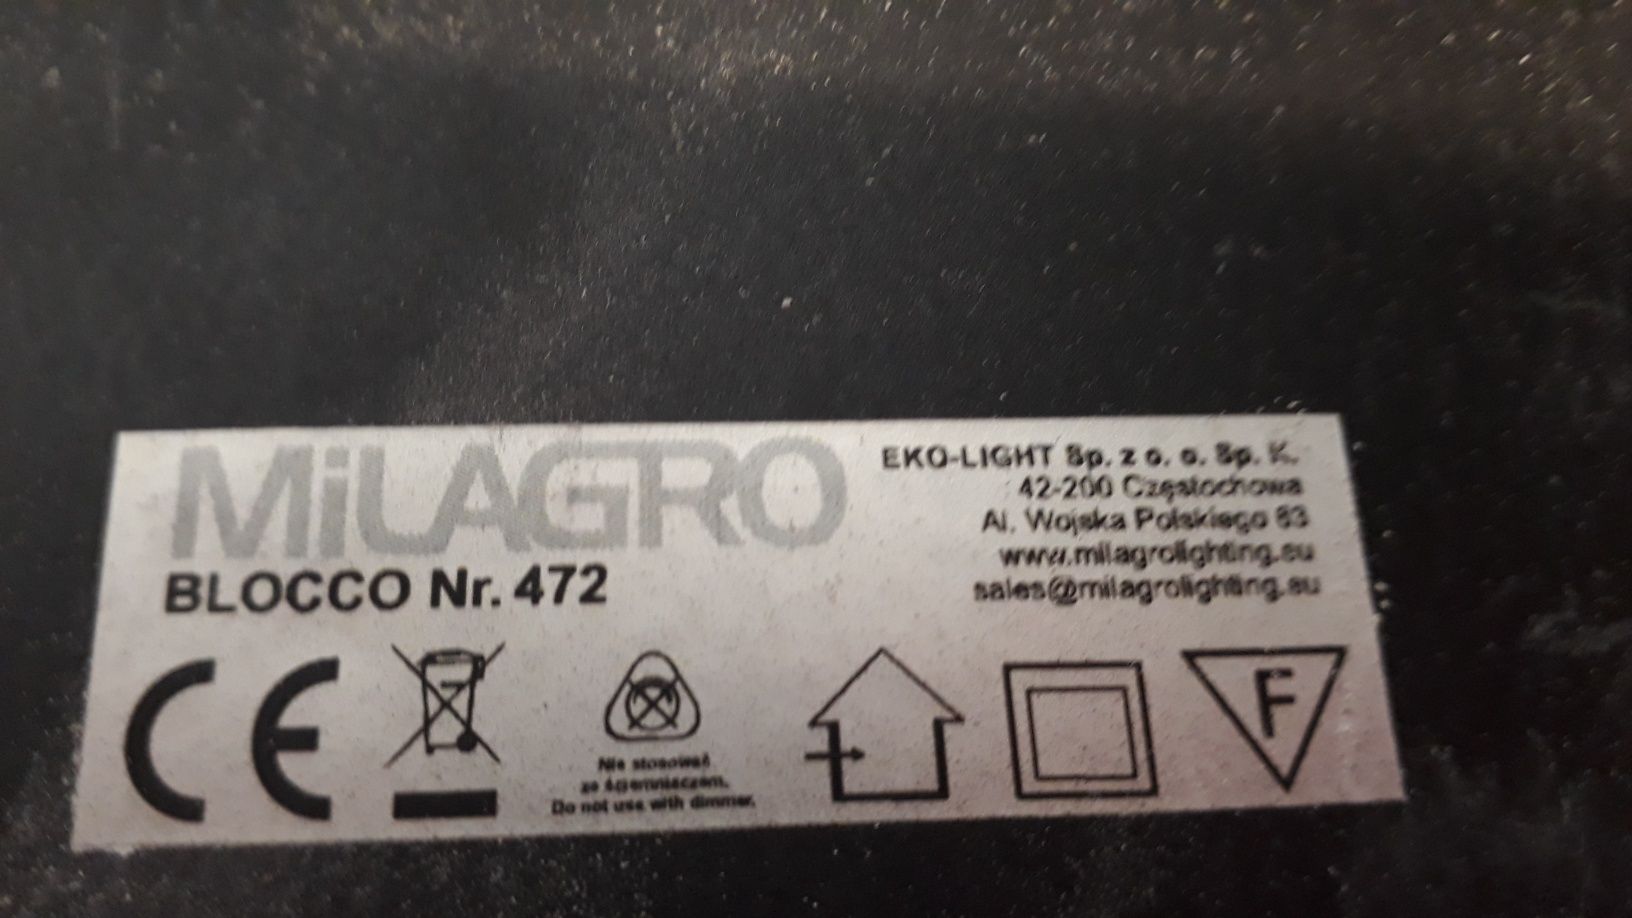 MiLAGRO
BLOCCO Nr. 472
EKO-LIGHT Sp. z o. o. Sp. K.
42-200 Częstochowa
Al. Wojska Polskiego 63
www.milagrolighting.eu
sales@milagrolighting.eu
CE
Nie stosować
ze ściemniaczem.
Do not use with dimmer.
F